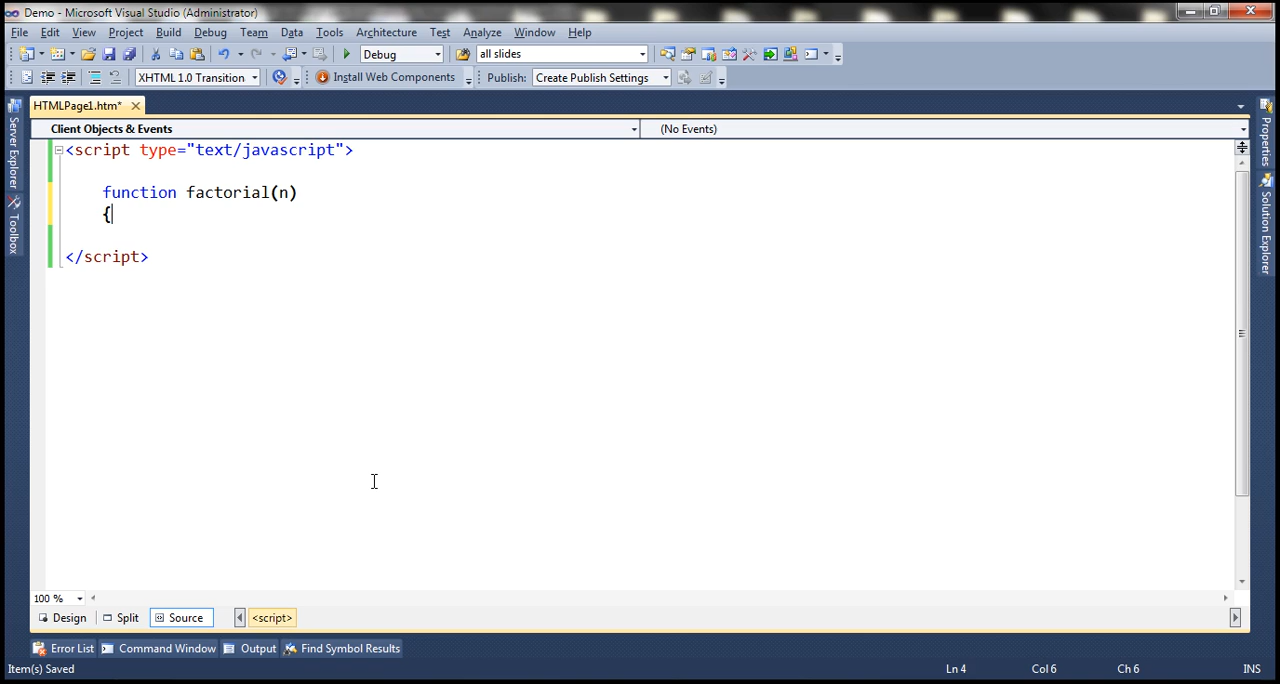 Demo - Microsoft Visual Studio (Administrator)
File Edit View Project Build Debug Team Data Tools Architecture Test Analyze Window Help
Debug all slides
XHTML 1.0 Transition Install Web Components Publish: Create Publish Settings
HTMLPage1.htm*
Client Objects & Events (No Events)
Server Explorer
Toolbox
Properties
Solution Explorer
<script type="text/javascript">
function factorial(n)
{
</script>
100 %
Design Split Source <script>
Error List Command Window Output Find Symbol Results
Item(s) Saved Ln 4 Col 6 Ch 6 INS